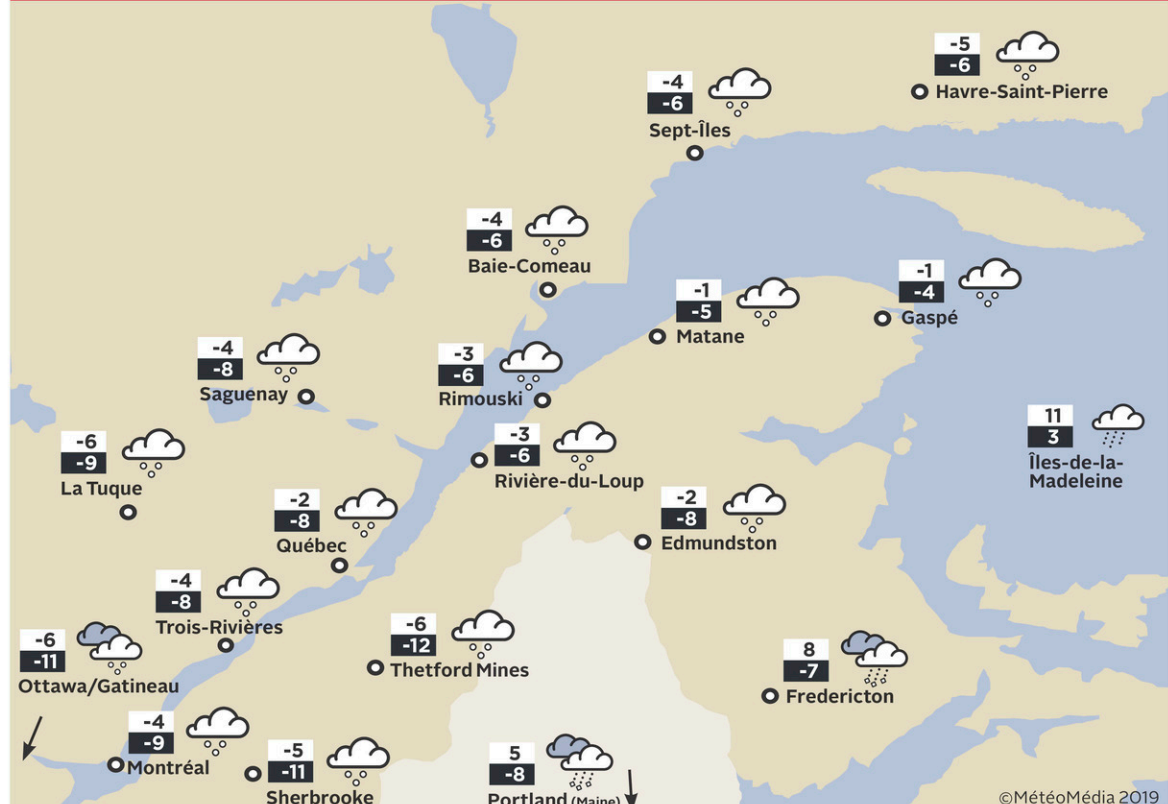 -5
-6
Havre-Saint-Pierre
-4
-6
Sept-Îles
-4
-6
Baie-Comeau
-1
-4
Gaspé
-1
-5
Matane
-4
-8
Saguenay
-3
-6
Rimouski
11
3
Îles-de-la-
Madeleine
-6
-9
La Tuque
-3
-6
Rivière-du-Loup
-2
-8
Québec
-2
-8
Edmundston
-4
-8
Trois-Rivières
-6
-11
Ottawa/Gatineau
-6
-12
Thetford Mines
8
-7
Fredericton
-4
-9
Montréal
-5
-11
Sherbrooke
5
-8
Portland (Maine)
©MétéoMédia 2019